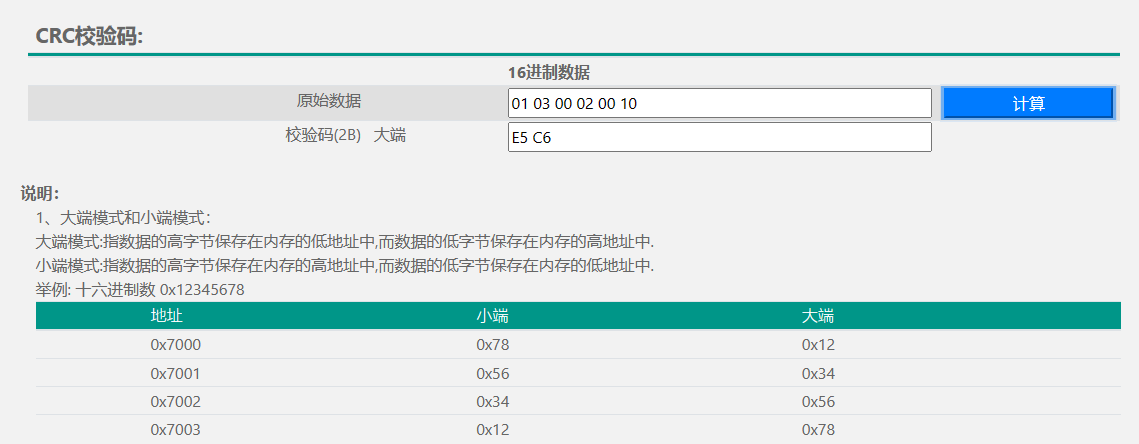 CRC校验码:
16进制数据
原始数据 01 03 00 02 00 10 计算
校验码(2B) 大端 E5 C6
说明：
1、大端模式和小端模式：
大端模式:指数据的高字节保存在内存的低地址中,而数据的低字节保存在内存的高地址中.
小端模式:指数据的高字节保存在内存的高地址中,而数据的低字节保存在内存的低地址中.
举例: 十六进制数 0x12345678
地址 小端 大端
0x7000 0x78 0x12
0x7001 0x56 0x34
0x7002 0x34 0x56
0x7003 0x12 0x78